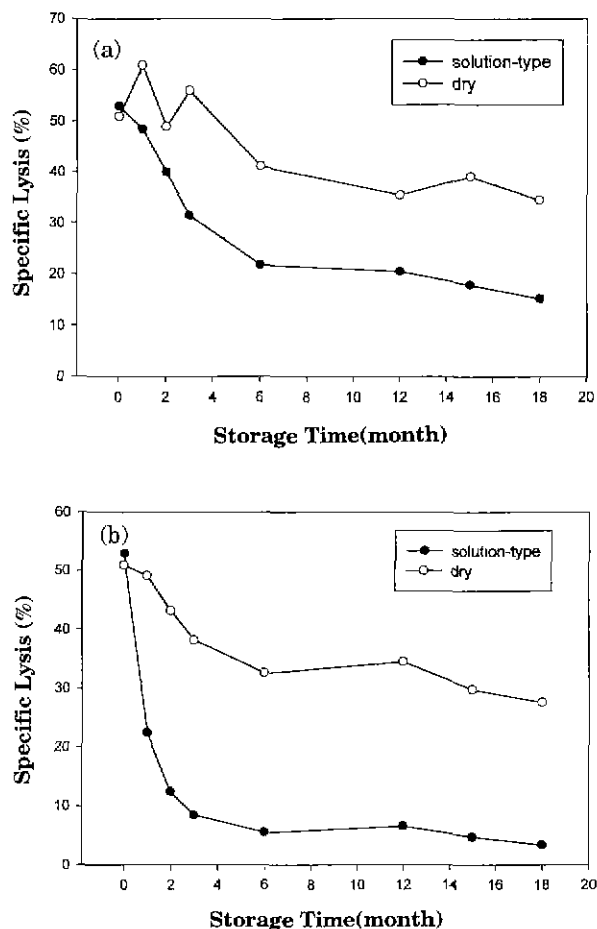 (a)
solution-type
dry
Specific Lysis (%)
70
60
50
40
30
20
10
0
0 2 4 6 8 10 12 14 16 18 20
Storage Time(month)
(b)
solution-type
dry
Specific Lysis (%)
60
50
40
30
20
10
0
0 2 4 6 8 10 12 14 16 18 20
Storage Time(month)